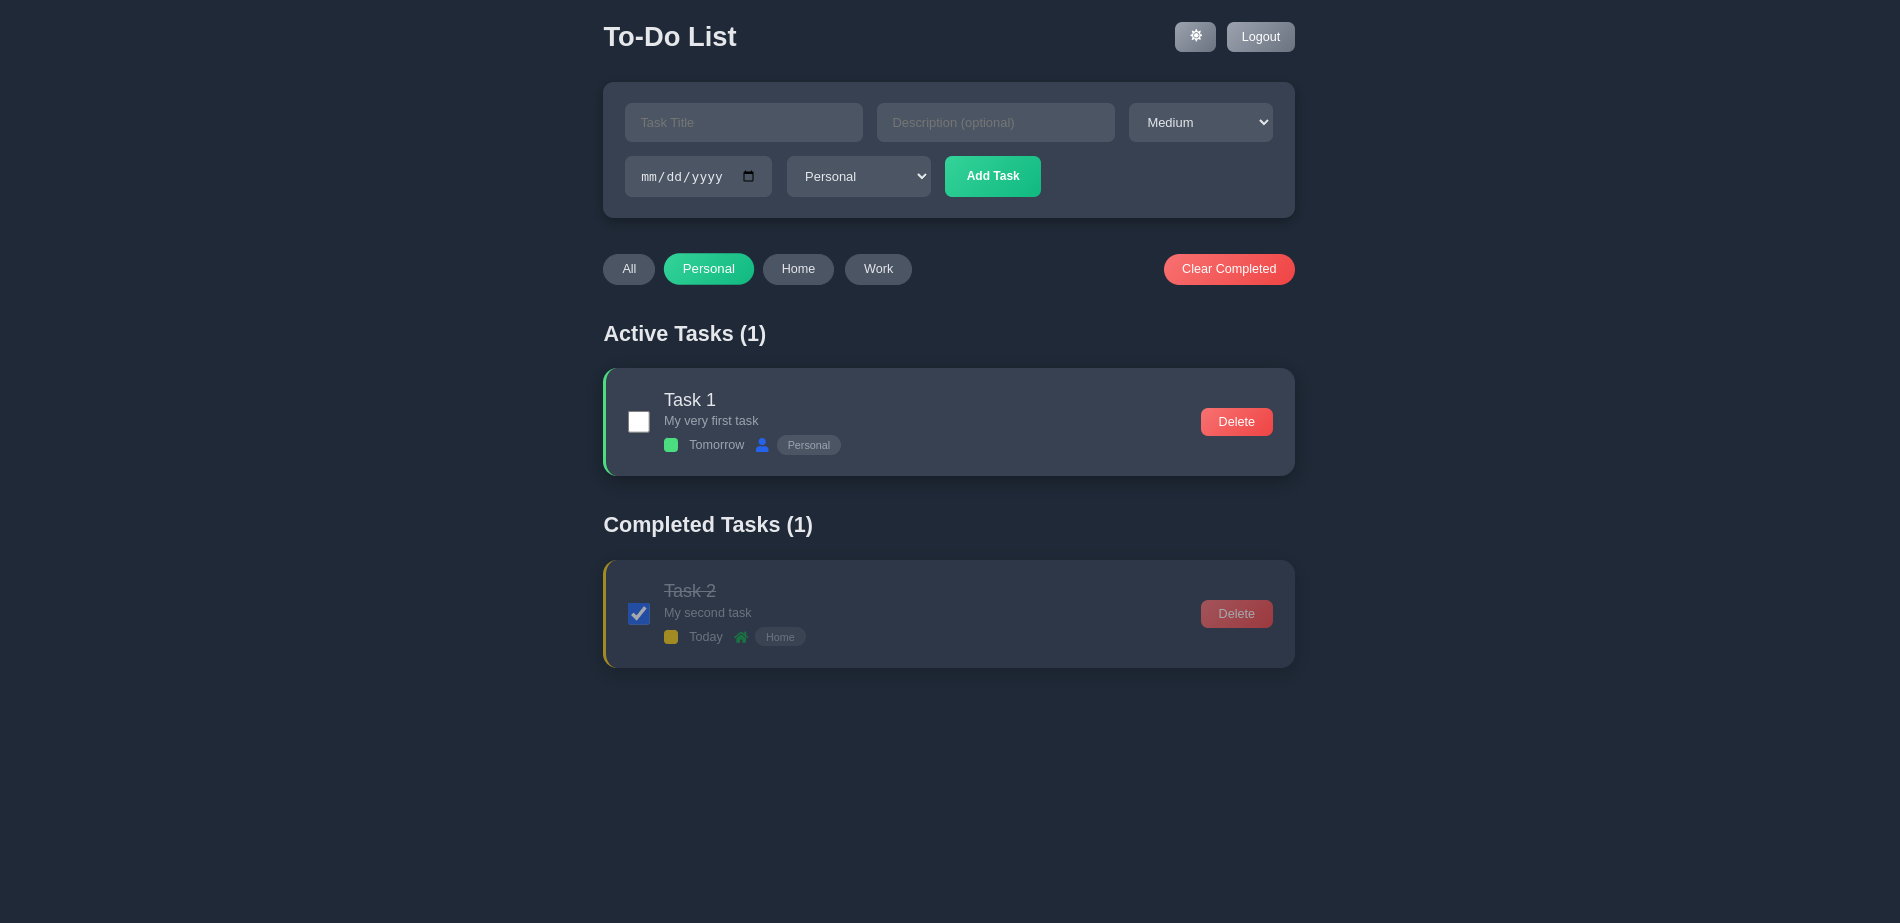 To-Do List
Logout
Task Title
Description (optional)
Medium
mm/dd/yyyy
Personal
Add Task
All
Personal
Home
Work
Clear Completed
Active Tasks (1)
Task 1
My very first task
Tomorrow
Personal
Delete
Completed Tasks (1)
Task 2
My second task
Today
Home
Delete